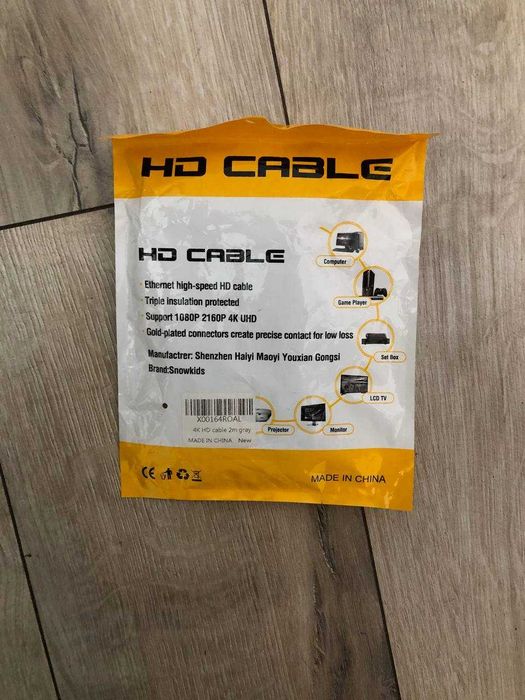 HD CABLE
HD CABLE
· Ethernet high-speed HD cable
· Triple insulation protected
· Support 1080P 2160P 4K UHD
· Gold-plated connectors create precise contact for low loss
Manufactrer: Shenzhen Haiyi Maoyi Youxian Gongsi
Brand:Snowkids
Computer
Game Player
Set Box
LCD TV
Monitor
Projector
X00164ROAL
4K HD cable 2m gray
MADE IN CHINA New
CE
MADE IN CHINA